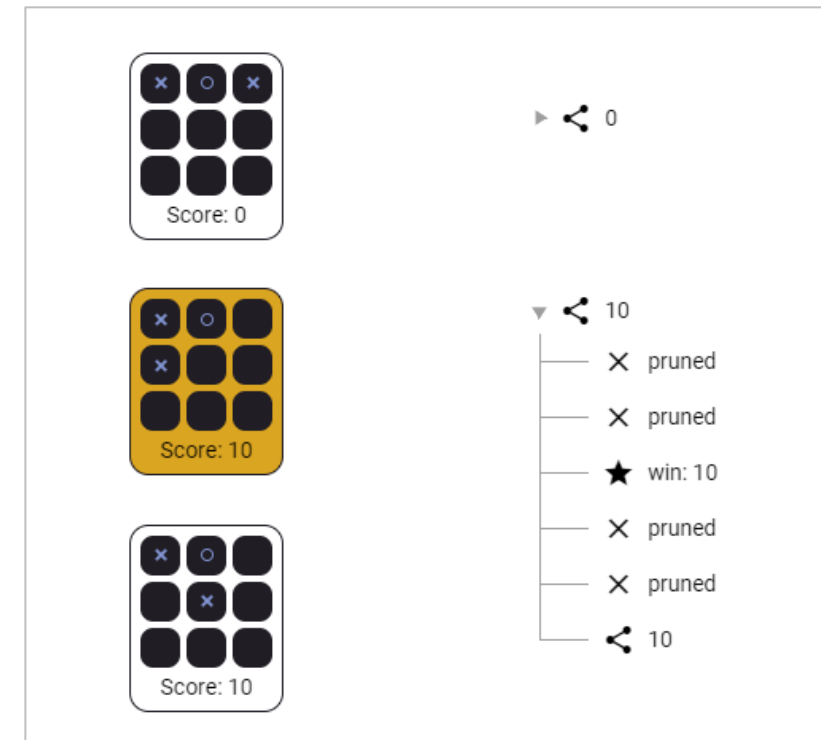 × ○ ×
Score: 0
0
× ○
×
Score: 10
10
pruned
pruned
win: 10
pruned
pruned
10
× ○
×
Score: 10